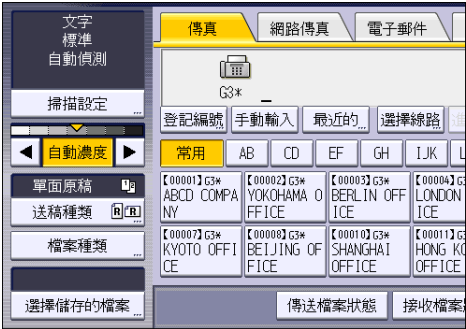 文字
標準
自動偵測
掃描設定
自動濃度
單面原稿
送稿種類
檔案種類
選擇儲存的檔案
傳真
網路傳真
電子郵件
G3*
_
登記編號
手動輸入
最近的
選擇線路
常用 AB CD EF GH IJK
【00001】G3*
ABCD COMPA
NY
【00002】G3*
YOKOHAMA O
FFICE
【00003】G3*
BERLIN OFF
ICE
【00004】G3
LONDON
ICE
【00007】G3*
KYOTO OFFI
CE
【00008】G3*
BEIJING OF
FICE
【00010】G3*
SHANGHAI
OFFICE
【00011】G3
HONG KO
OFFICE
傳送檔案狀態
接收檔案